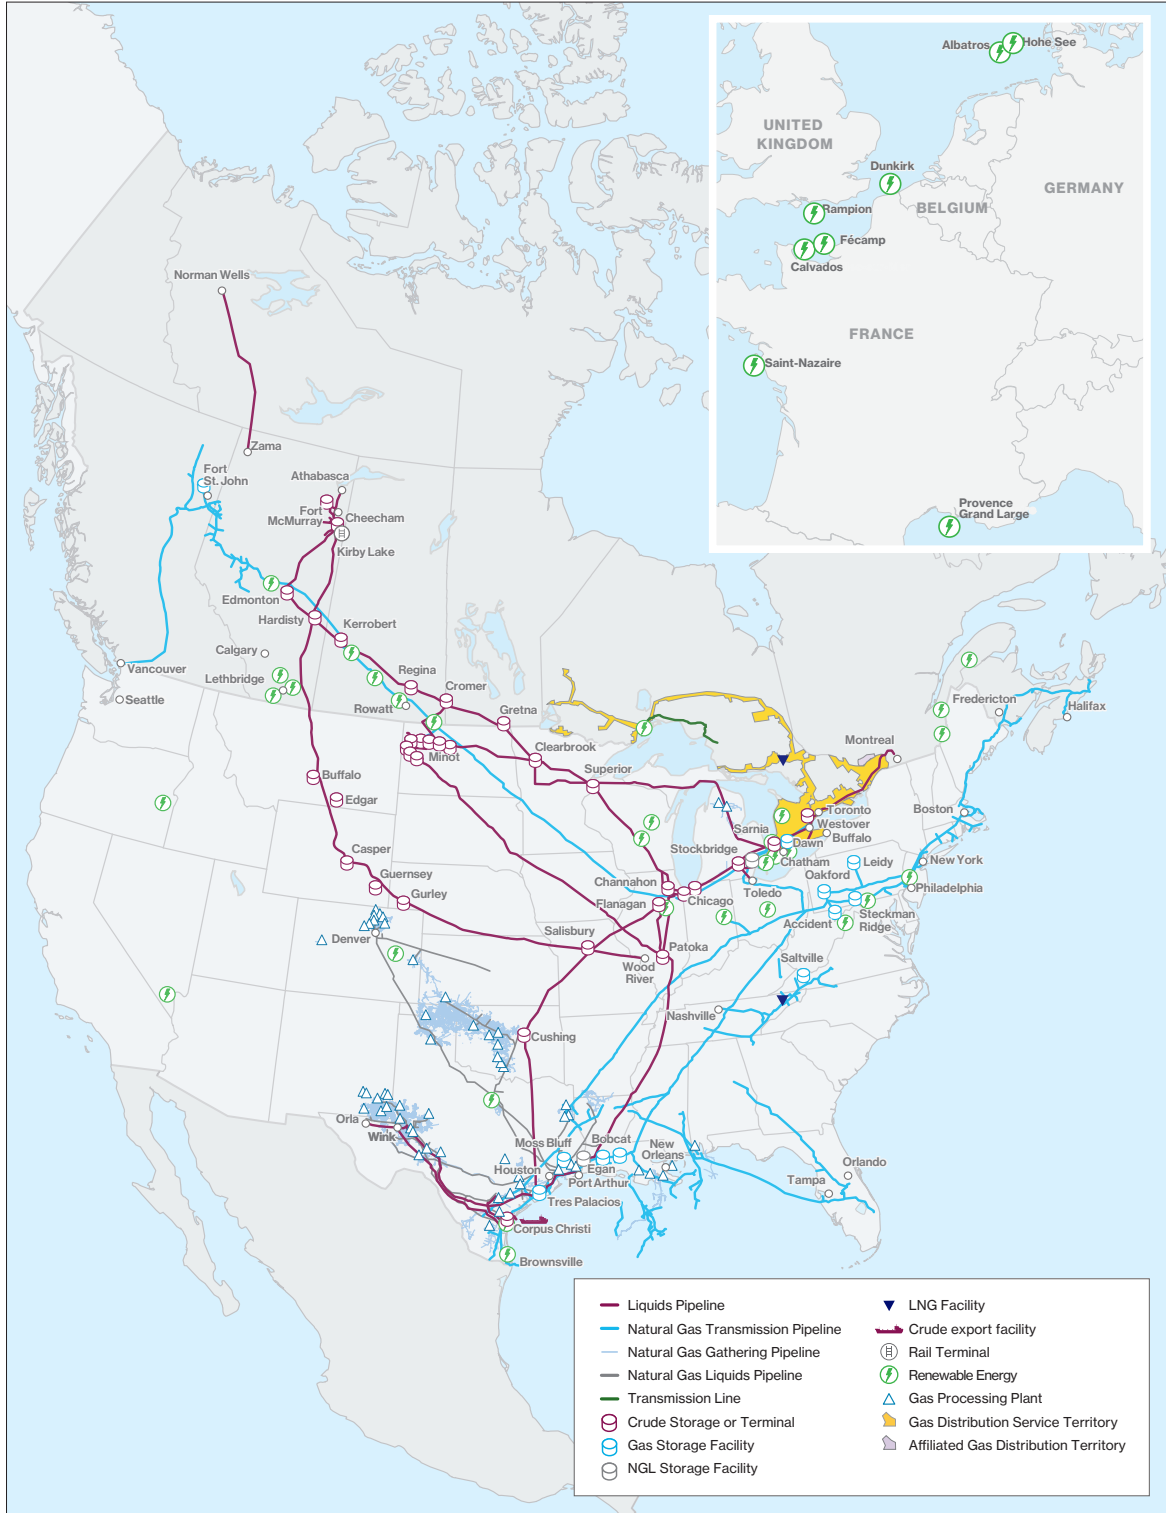 Albatros
Hohe See
UNITED
KINGDOM
Dunkirk
GERMANY
BELGIUM
Rampion
Fécamp
Calvados
FRANCE
Saint-Nazaire
Provence
Grand Large
Norman Wells
Zama
Fort
St. John
Athabasca
Fort
McMurray
Cheecham
Kirby Lake
Edmonton
Hardisty
Kerrobert
Calgary
Vancouver
Lethbridge
Regina
Cromer
Seattle
Rowatt
Gretna
Fredericton
Halifax
Montreal
Clearbrook
Minot
Superior
Buffalo
Edgar
Toronto
Westover
Buffalo
Boston
Sarnia
Dawn
Stockbridge
Chatham
Leidy
New York
Casper
Guernsey
Gurley
Channahon
Chicago
Flanagan
Toledo
Oakford
Philadelphia
Accident
Steckman
Ridge
Denver
Salisbury
Patoka
Wood
River
Saltville
Nashville
Cushing
Orla
Wink
Moss Bluff
Bobcat
New
Orleans
Houston
Egan
Port Arthur
Orlando
Tampa
Tres Palacios
Corpus Christi
Brownsville
Liquids Pipeline
Natural Gas Transmission Pipeline
Natural Gas Gathering Pipeline
Natural Gas Liquids Pipeline
Transmission Line
Crude Storage or Terminal
Gas Storage Facility
NGL Storage Facility
LNG Facility
Crude export facility
Rail Terminal
Renewable Energy
Gas Processing Plant
Gas Distribution Service Territory
Affiliated Gas Distribution Territory